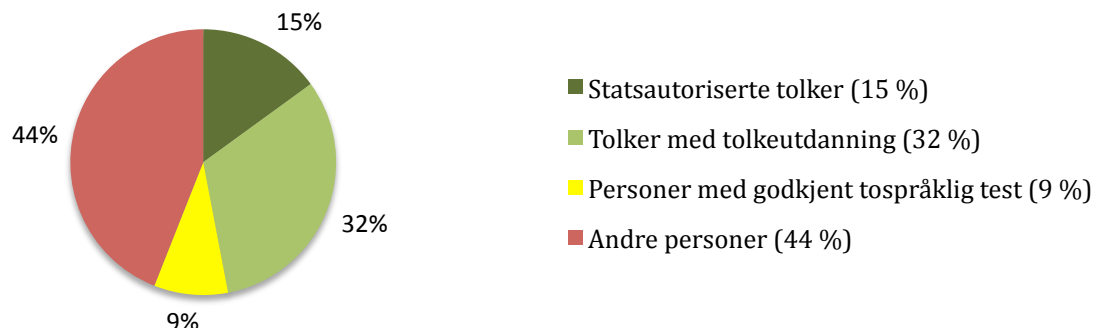 15%
44%
32%
9%
Statsautoriserte tolker (15 %)
Tolker med tolkeutdanning (32 %)
Personer med godkjent tospråklig test (9 %)
Andre personer (44 %)